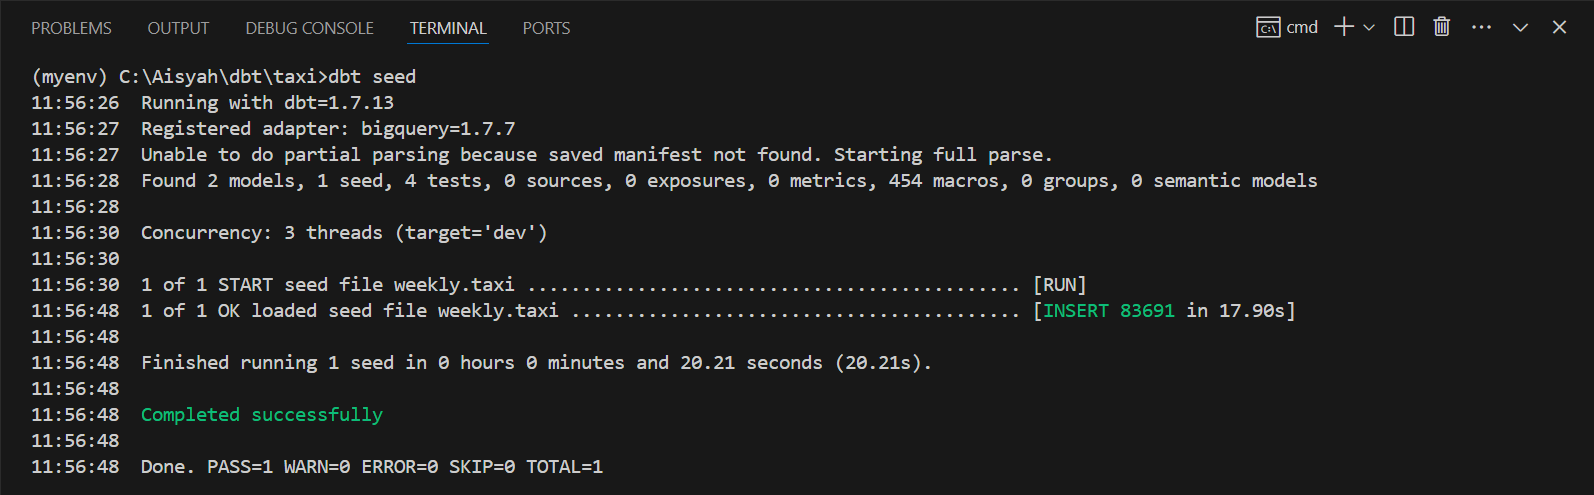 PROBLEMS OUTPUT DEBUG CONSOLE TERMINAL PORTS cmd
(myenv) C:\Aisyah\dbt\taxi>dbt seed
11:56:26  Running with dbt=1.7.13
11:56:27  Registered adapter: bigquery=1.7.7
11:56:27  Unable to do partial parsing because saved manifest not found. Starting full parse.
11:56:28  Found 2 models, 1 seed, 4 tests, 0 sources, 0 exposures, 0 metrics, 454 macros, 0 groups, 0 semantic models
11:56:28
11:56:30  Concurrency: 3 threads (target='dev')
11:56:30
11:56:30  1 of 1 START seed file weekly.taxi ............................................. [RUN]
11:56:48  1 of 1 OK loaded seed file weekly.taxi ......................................... [INSERT 83691 in 17.90s]
11:56:48
11:56:48  Finished running 1 seed in 0 hours 0 minutes and 20.21 seconds (20.21s).
11:56:48
11:56:48  Completed successfully
11:56:48
11:56:48  Done. PASS=1 WARN=0 ERROR=0 SKIP=0 TOTAL=1